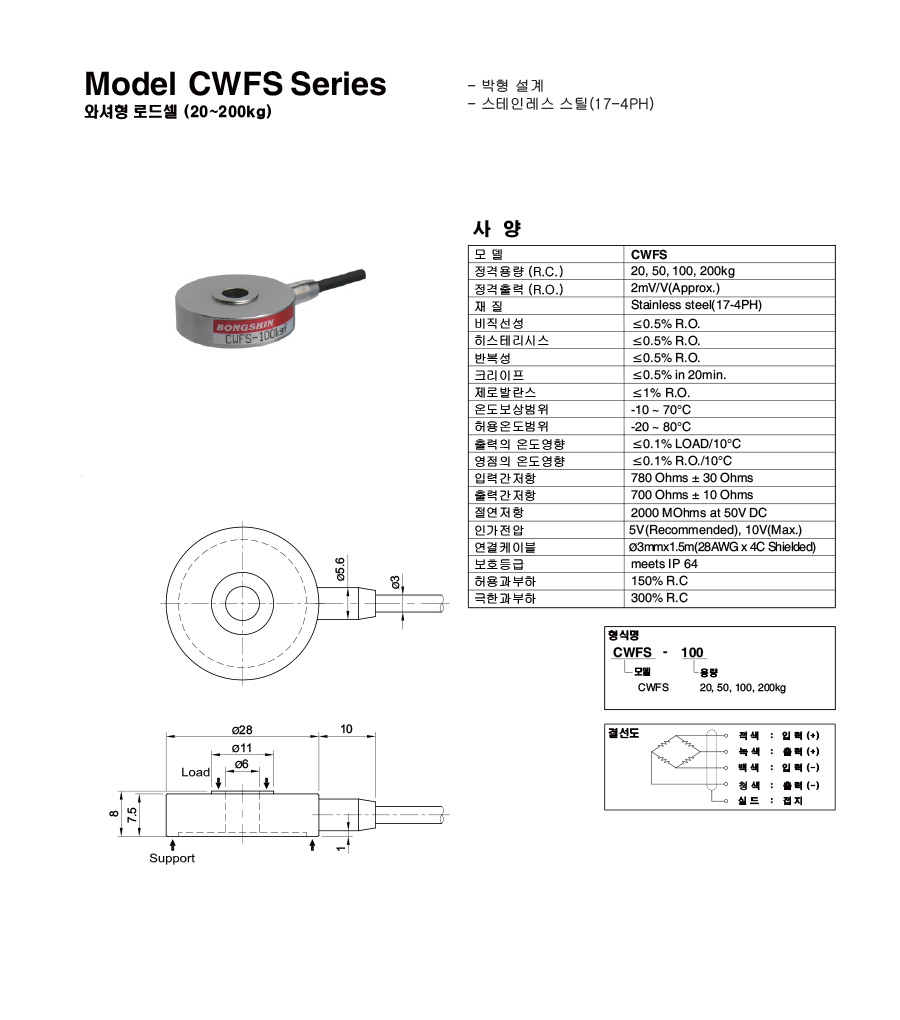 Model CWFS Series
와셔형 로드셀 (20~200kg)
- 박형 설계
- 스테인레스 스틸(17-4PH)
BONGSHIN
CWFS-100kgf
사 양
모 델 CWFS
정격용량 (R.C.) 20, 50, 100, 200kg
정격출력 (R.O.) 2mV/V(Approx.)
재 질 Stainless steel(17-4PH)
비직선성 ≤0.5% R.O.
히스테리시스 ≤0.5% R.O.
반복성 ≤0.5% R.O.
크리이프 ≤0.5% in 20min.
제로발란스 ≤1% R.O.
온도보상범위 -10 ~ 70°C
허용온도범위 -20 ~ 80°C
출력의 온도영향 ≤0.1% LOAD/10°C
영점의 온도영향 ≤0.1% R.O./10°C
입력간저항 780 Ohms ± 30 Ohms
출력간저항 700 Ohms ± 10 Ohms
절연저항 2000 MOhms at 50V DC
인가전압 5V(Recommended), 10V(Max.)
연결케이블 Ø3mmx1.5m(28AWG x 4C Shielded)
보호등급 meets IP 64
허용과부하 150% R.C
극한과부하 300% R.C
Ø5.6
Ø3
Ø28
10
Ø11
Ø6
Load
8
7.5
1
Support
형식명
CWFS - 100
모델 용량
CWFS 20, 50, 100, 200kg
결선도
적색 : 입력(+)
녹색 : 출력(+)
백색 : 입력(-)
청색 : 출력(-)
실드 : 접지